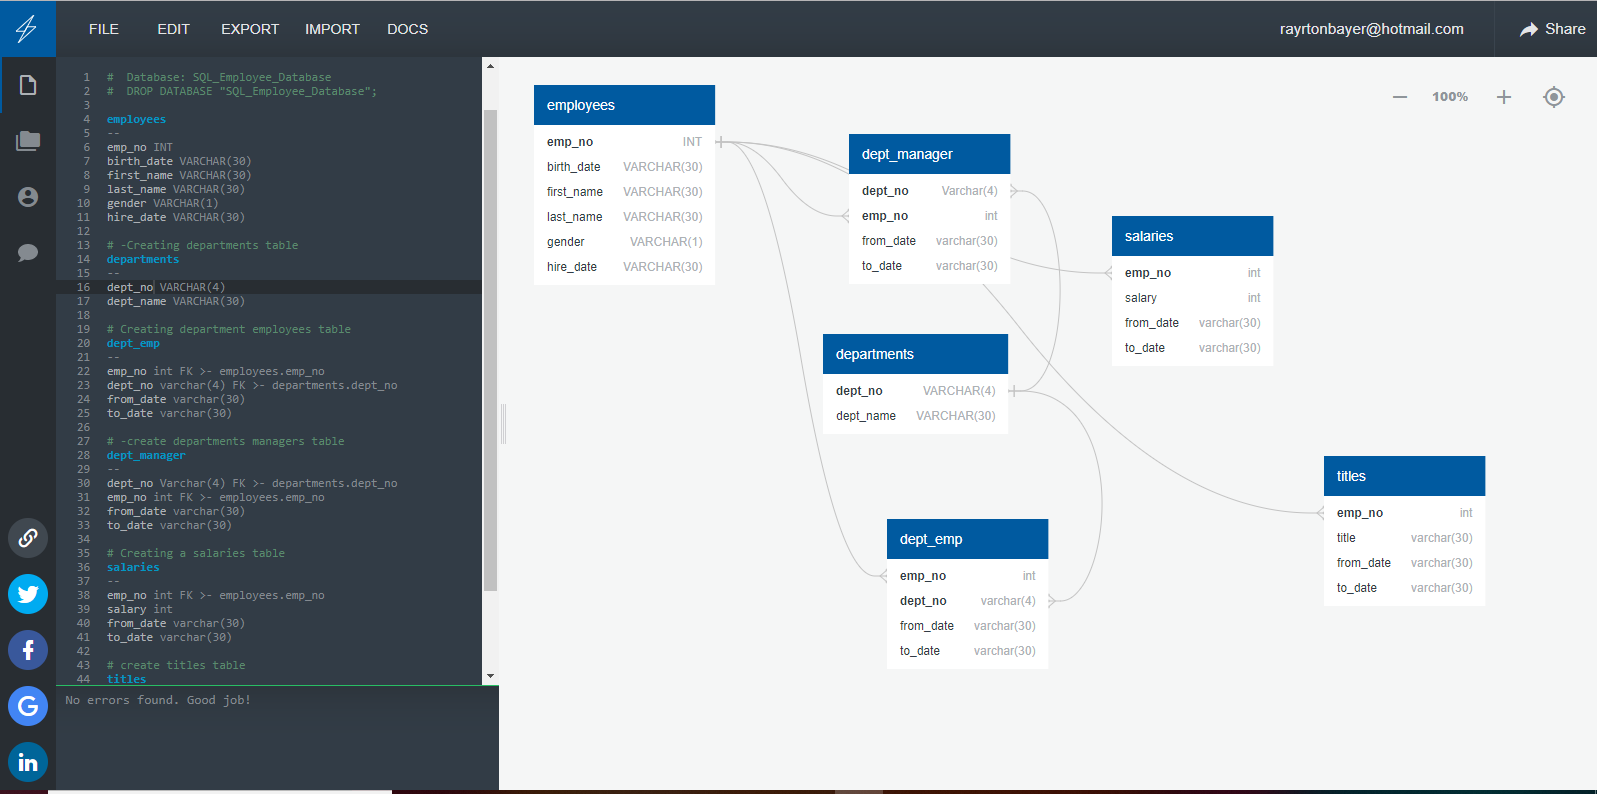 FILE EDIT EXPORT IMPORT DOCS rayrtonbayer@hotmail.com Share
1 # Database: SQL_Employee_Database
2 # DROP DATABASE "SQL_Employee_Database";
3
4 employees
5 --
6 emp_no INT
7 birth_date VARCHAR(30)
8 first_name VARCHAR(30)
9 last_name VARCHAR(30)
10 gender VARCHAR(1)
11 hire_date VARCHAR(30)
12
13 # -Creating departments table
14 departments
15 --
16 dept_no VARCHAR(4)
17 dept_name VARCHAR(30)
18
19 # Creating department employees table
20 dept_emp
21 --
22 emp_no int FK >- employees.emp_no
23 dept_no varchar(4) FK >- departments.dept_no
24 from_date varchar(30)
25 to_date varchar(30)
26
27 # -create departments managers table
28 dept_manager
29 --
30 dept_no Varchar(4) FK >- departments.dept_no
31 emp_no int FK >- employees.emp_no
32 from_date varchar(30)
33 to_date varchar(30)
34
35 # Creating a salaries table
36 salaries
37 --
38 emp_no int FK >- employees.emp_no
39 salary int
40 from_date varchar(30)
41 to_date varchar(30)
42
43 # create titles table
44 titles
No errors found. Good job!
100%
employees
emp_no INT
birth_date VARCHAR(30)
first_name VARCHAR(30)
last_name VARCHAR(30)
gender VARCHAR(1)
hire_date VARCHAR(30)
dept_manager
dept_no Varchar(4)
emp_no int
from_date varchar(30)
to_date varchar(30)
salaries
emp_no int
salary int
from_date varchar(30)
to_date varchar(30)
departments
dept_no VARCHAR(4)
dept_name VARCHAR(30)
titles
emp_no int
title varchar(30)
from_date varchar(30)
to_date varchar(30)
dept_emp
emp_no int
dept_no varchar(4)
from_date varchar(30)
to_date varchar(30)